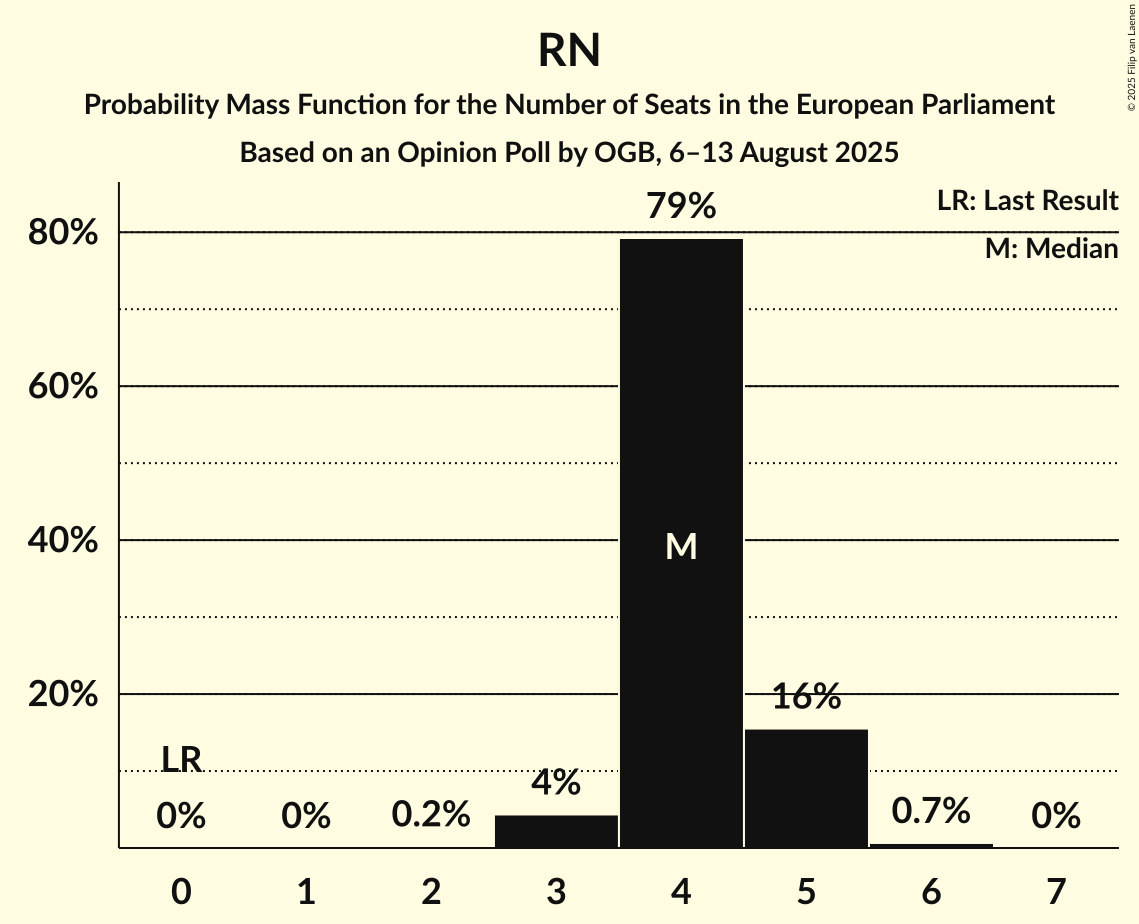 RN
Probability Mass Function for the Number of Seats in the European Parliament
Based on an Opinion Poll by OGB, 6–13 August 2025
© 2025 Filip van Laenen
LR: Last Result
M: Median
80%
60%
40%
20%
LR
0%
0%
0.2%
4%
79%
M
16%
0.7%
0%
0 1 2 3 4 5 6 7